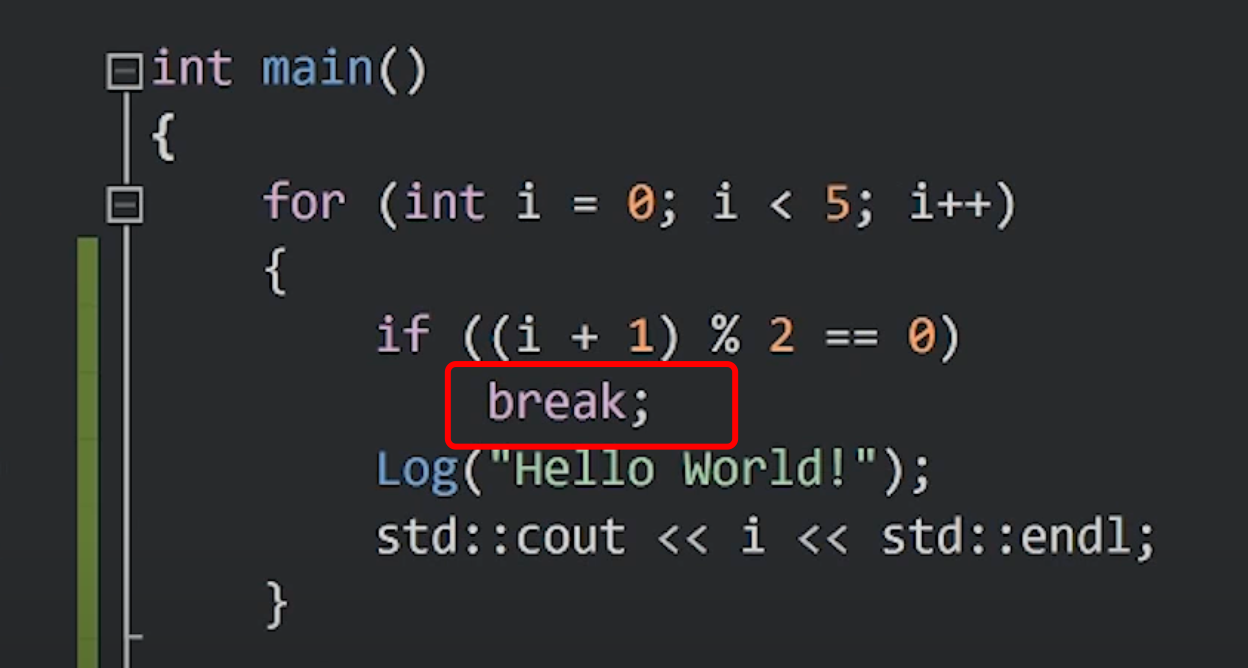 int main()
{
    for (int i = 0; i < 5; i++)
    {
        if ((i + 1) % 2 == 0)
            break;
        Log("Hello World!");
        std::cout << i << std::endl;
    }